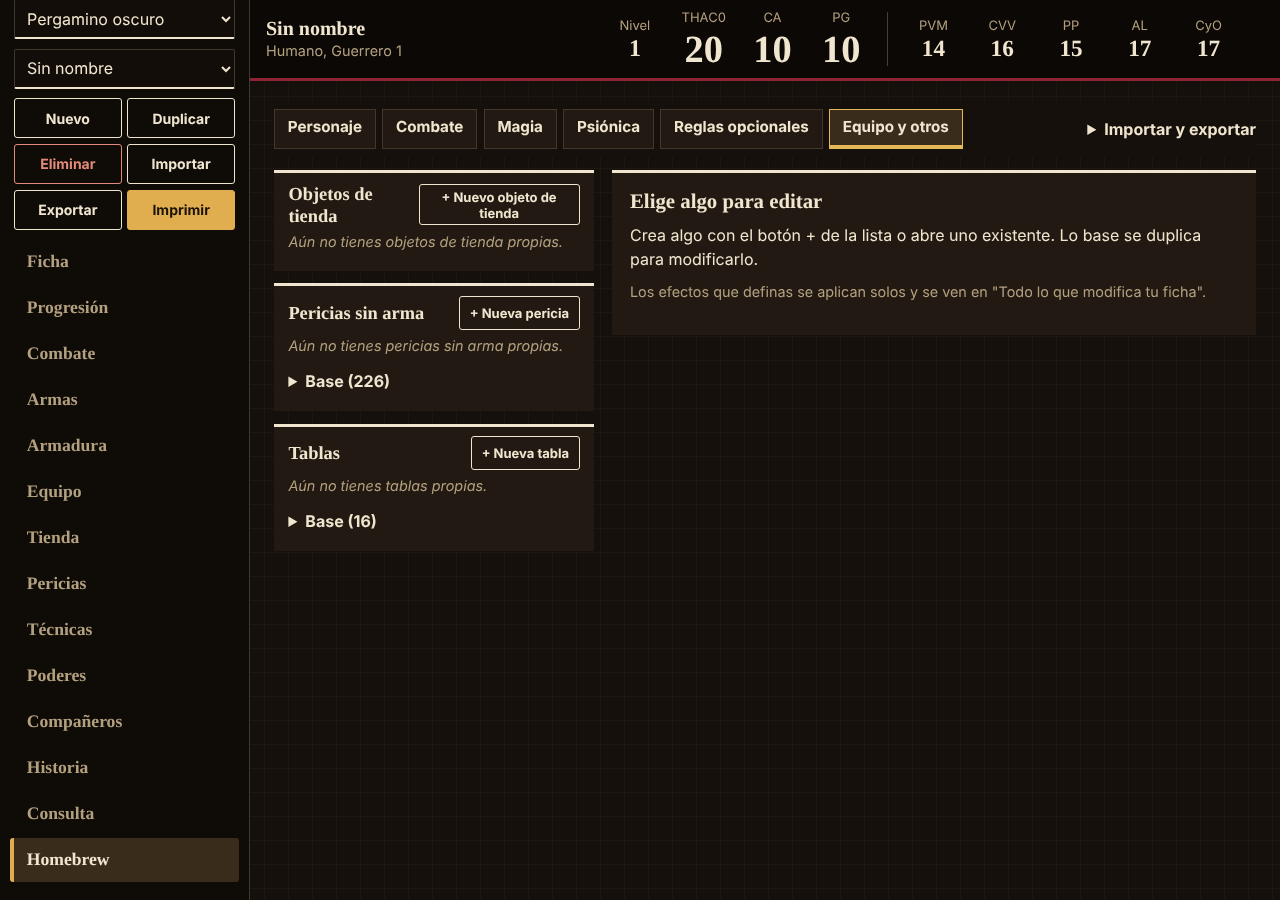 Pergamino oscuro
Sin nombre
Nuevo
Duplicar
Eliminar
Importar
Exportar
Imprimir
Ficha
Progresión
Combate
Armas
Armadura
Equipo
Tienda
Pericias
Técnicas
Poderes
Compañeros
Historia
Consulta
Homebrew
Sin nombre
Humano, Guerrero 1
Nivel
1
THAC0
20
CA
10
PG
10
PVM
14
CVV
16
PP
15
AL
17
CyO
17
Personaje
Combate
Magia
Psiónica
Reglas opcionales
Equipo y otros
Importar y exportar
Objetos de
tienda
+ Nuevo objeto de
tienda
Aún no tienes objetos de tienda propias.
Pericias sin arma
+ Nueva pericia
Aún no tienes pericias sin arma propias.
Base (226)
Tablas
+ Nueva tabla
Aún no tienes tablas propias.
Base (16)
Elige algo para editar
Crea algo con el botón + de la lista o abre uno existente. Lo base se duplica
para modificarlo.
Los efectos que definas se aplican solos y se ven en "Todo lo que modifica tu ficha".